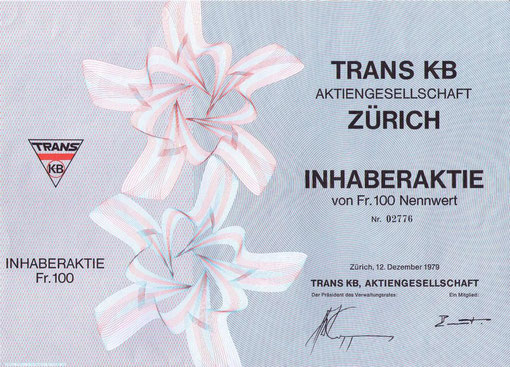 TRANS
KB
INHABERAKTIE
Fr. 100
TRANS K-B
AKTIENGESELLSCHAFT
ZÜRICH
INHABERAKTIE
von Fr. 100 Nennwert
Nr. 02776
Zürich, 12. Dezember 1979
TRANS KB, AKTIENGESELLSCHAFT
Der Präsident des Verwaltungsrates: Ein Mitglied: